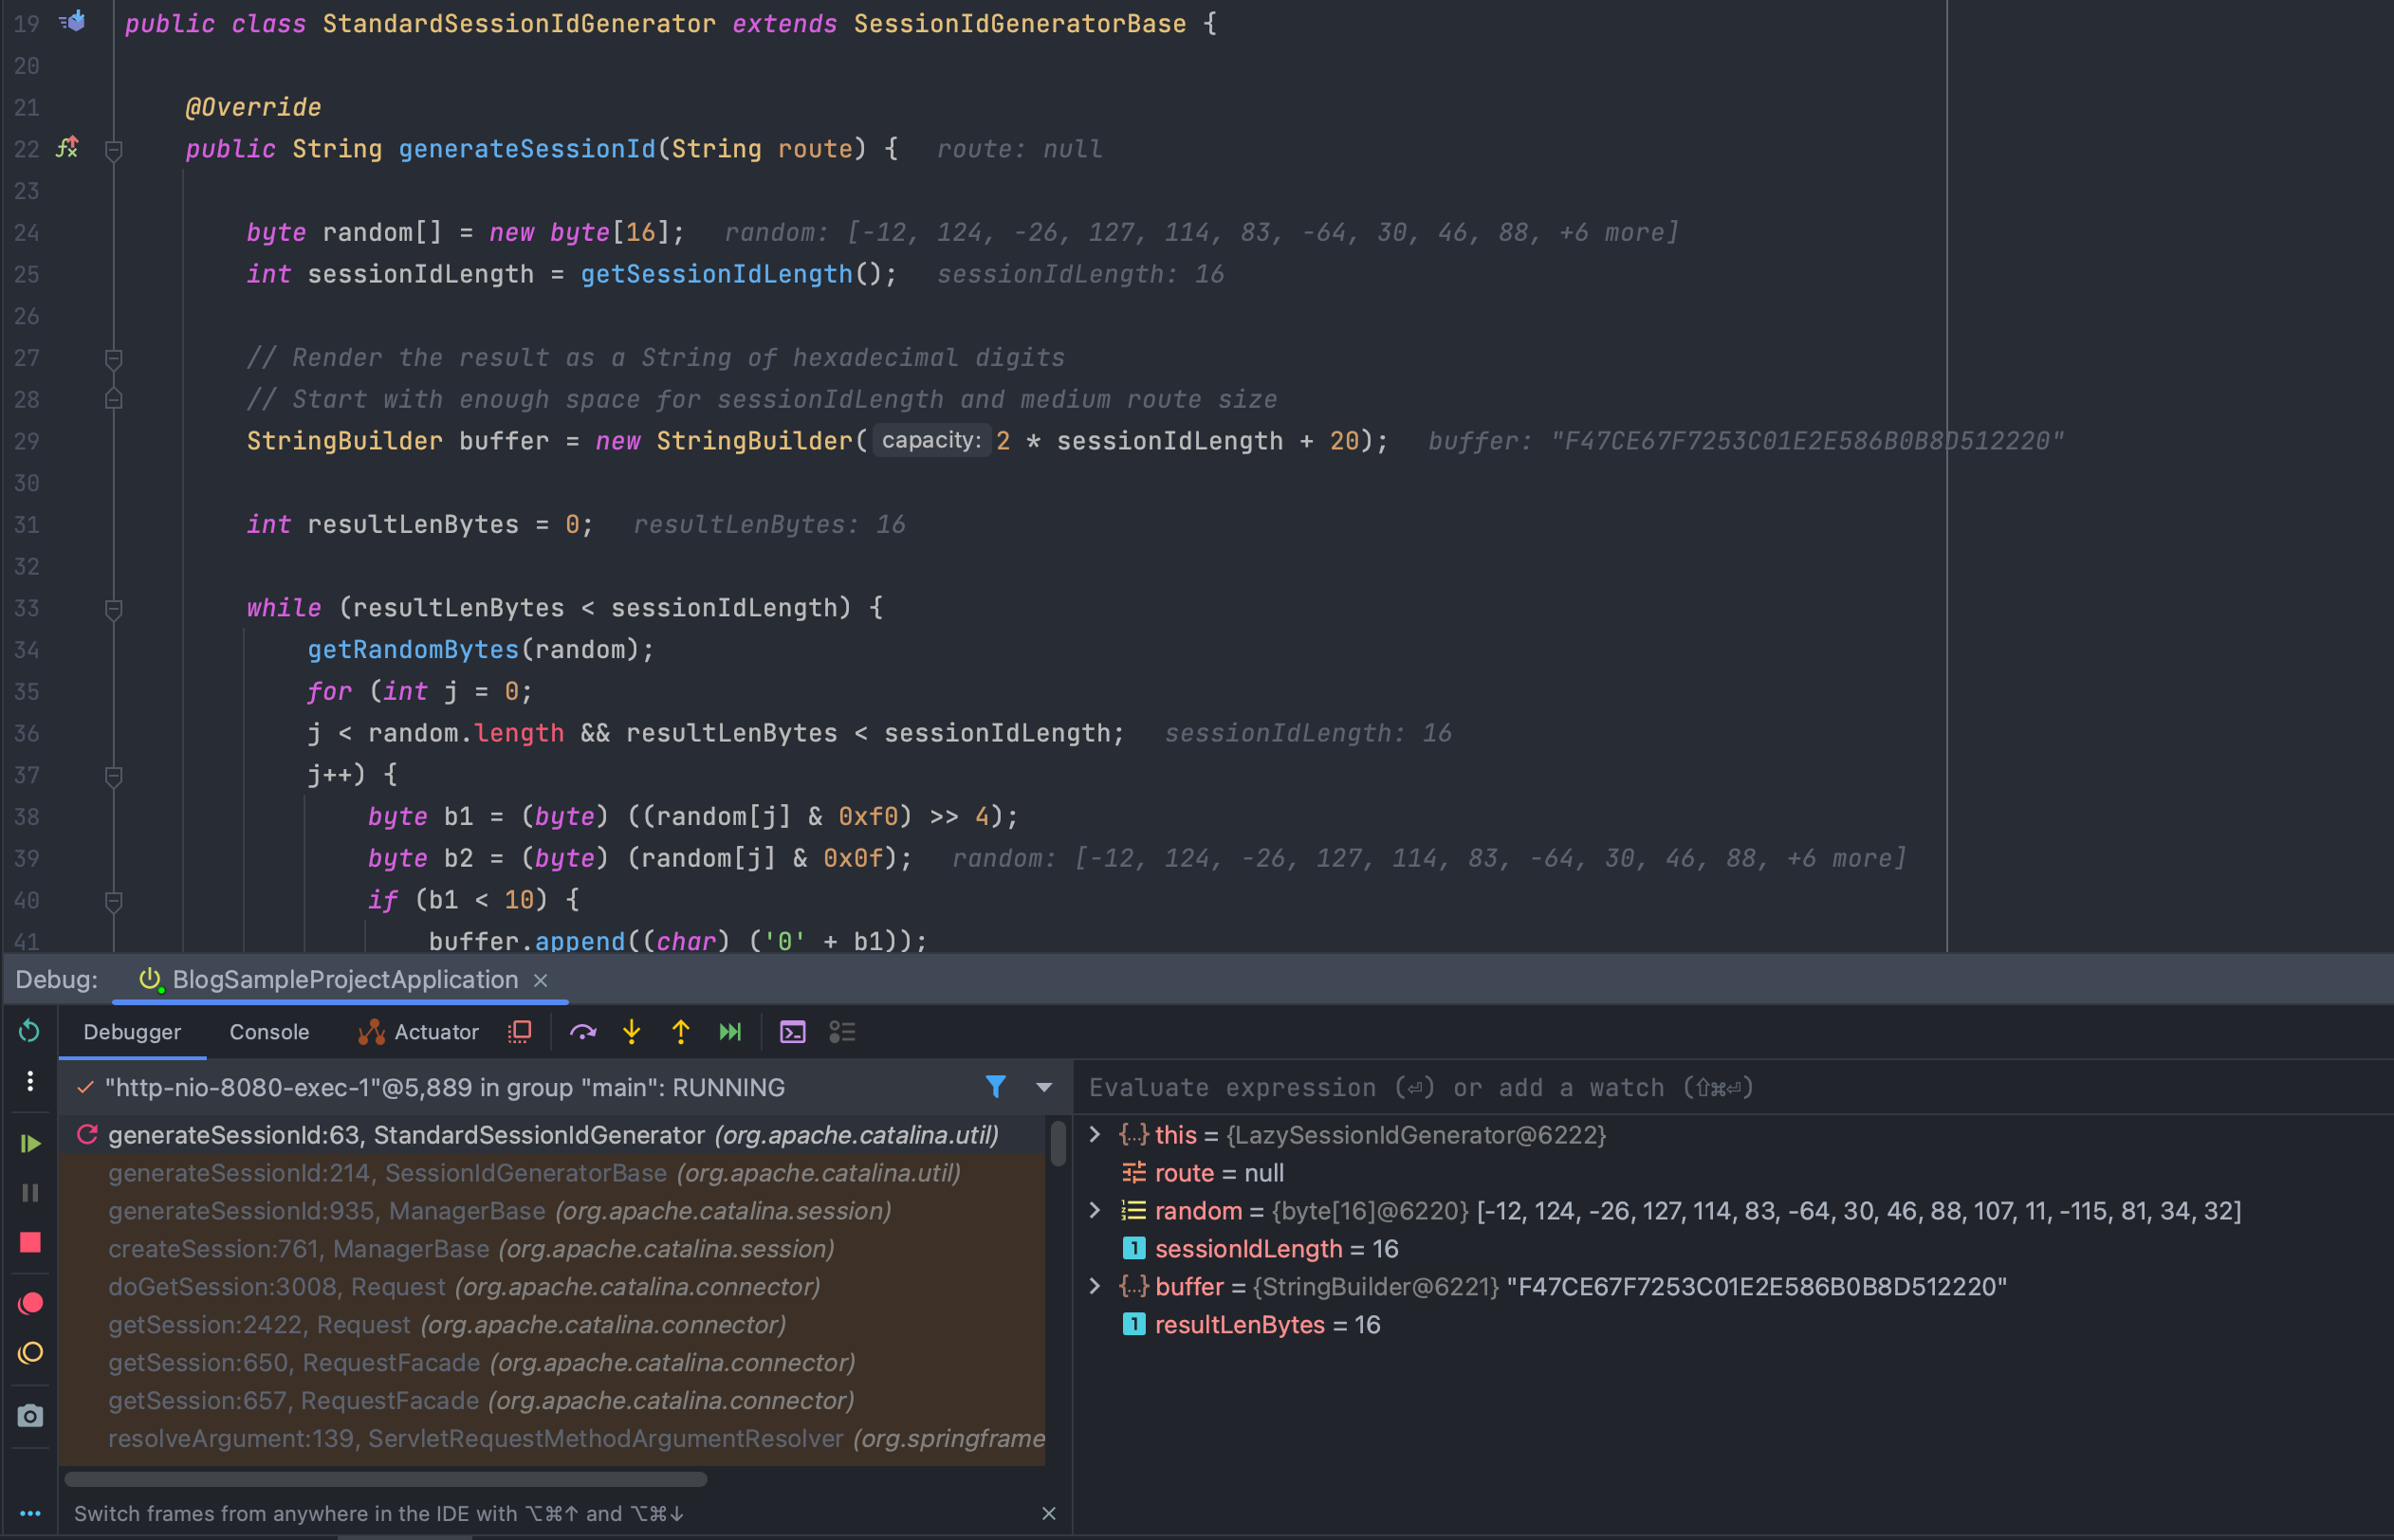 19 public class StandardSessionIdGenerator extends SessionIdGeneratorBase {
20
21 @Override
22 public String generateSessionId(String route) { route: null
23
24 byte random[] = new byte[16]; random: [-12, 124, -26, 127, 114, 83, -64, 30, 46, 88, +6 more]
25 int sessionIdLength = getSessionIdLength(); sessionIdLength: 16
26
27 // Render the result as a String of hexadecimal digits
28 // Start with enough space for sessionIdLength and medium route size
29 StringBuilder buffer = new StringBuilder( capacity: 2 * sessionIdLength + 20); buffer: "F47CE67F7253C01E2E586B0B8D512220"
30
31 int resultLenBytes = 0; resultLenBytes: 16
32
33 while (resultLenBytes < sessionIdLength) {
34 getRandomBytes(random);
35 for (int j = 0;
36 j < random.length && resultLenBytes < sessionIdLength; sessionIdLength: 16
37 j++) {
38 byte b1 = (byte) ((random[j] & 0xf0) >> 4);
39 byte b2 = (byte) (random[j] & 0x0f); random: [-12, 124, -26, 127, 114, 83, -64, 30, 46, 88, +6 more]
40 if (b1 < 10) {
41 buffer.append((char) ('0' + b1));
Debug: BlogSampleProjectApplication ×
Debugger Console Actuator
"http-nio-8080-exec-1"@5,889 in group "main": RUNNING
generateSessionId:63, StandardSessionIdGenerator (org.apache.catalina.util)
generateSessionId:214, SessionIdGeneratorBase (org.apache.catalina.util)
generateSessionId:935, ManagerBase (org.apache.catalina.session)
createSession:761, ManagerBase (org.apache.catalina.session)
doGetSession:3008, Request (org.apache.catalina.connector)
getSession:2422, Request (org.apache.catalina.connector)
getSession:650, RequestFacade (org.apache.catalina.connector)
getSession:657, RequestFacade (org.apache.catalina.connector)
resolveArgument:139, ServletRequestMethodArgumentResolver (org.springframe
Switch frames from anywhere in the IDE with ⌥⌘↑ and ⌥⌘↓ ×
Evaluate expression (⏎) or add a watch (⇧⌘⏎)
this = {LazySessionIdGenerator@6222}
route = null
random = {byte[16]@6220} [-12, 124, -26, 127, 114, 83, -64, 30, 46, 88, 107, 11, -115, 81, 34, 32]
sessionIdLength = 16
buffer = {StringBuilder@6221} "F47CE67F7253C01E2E586B0B8D512220"
resultLenBytes = 16